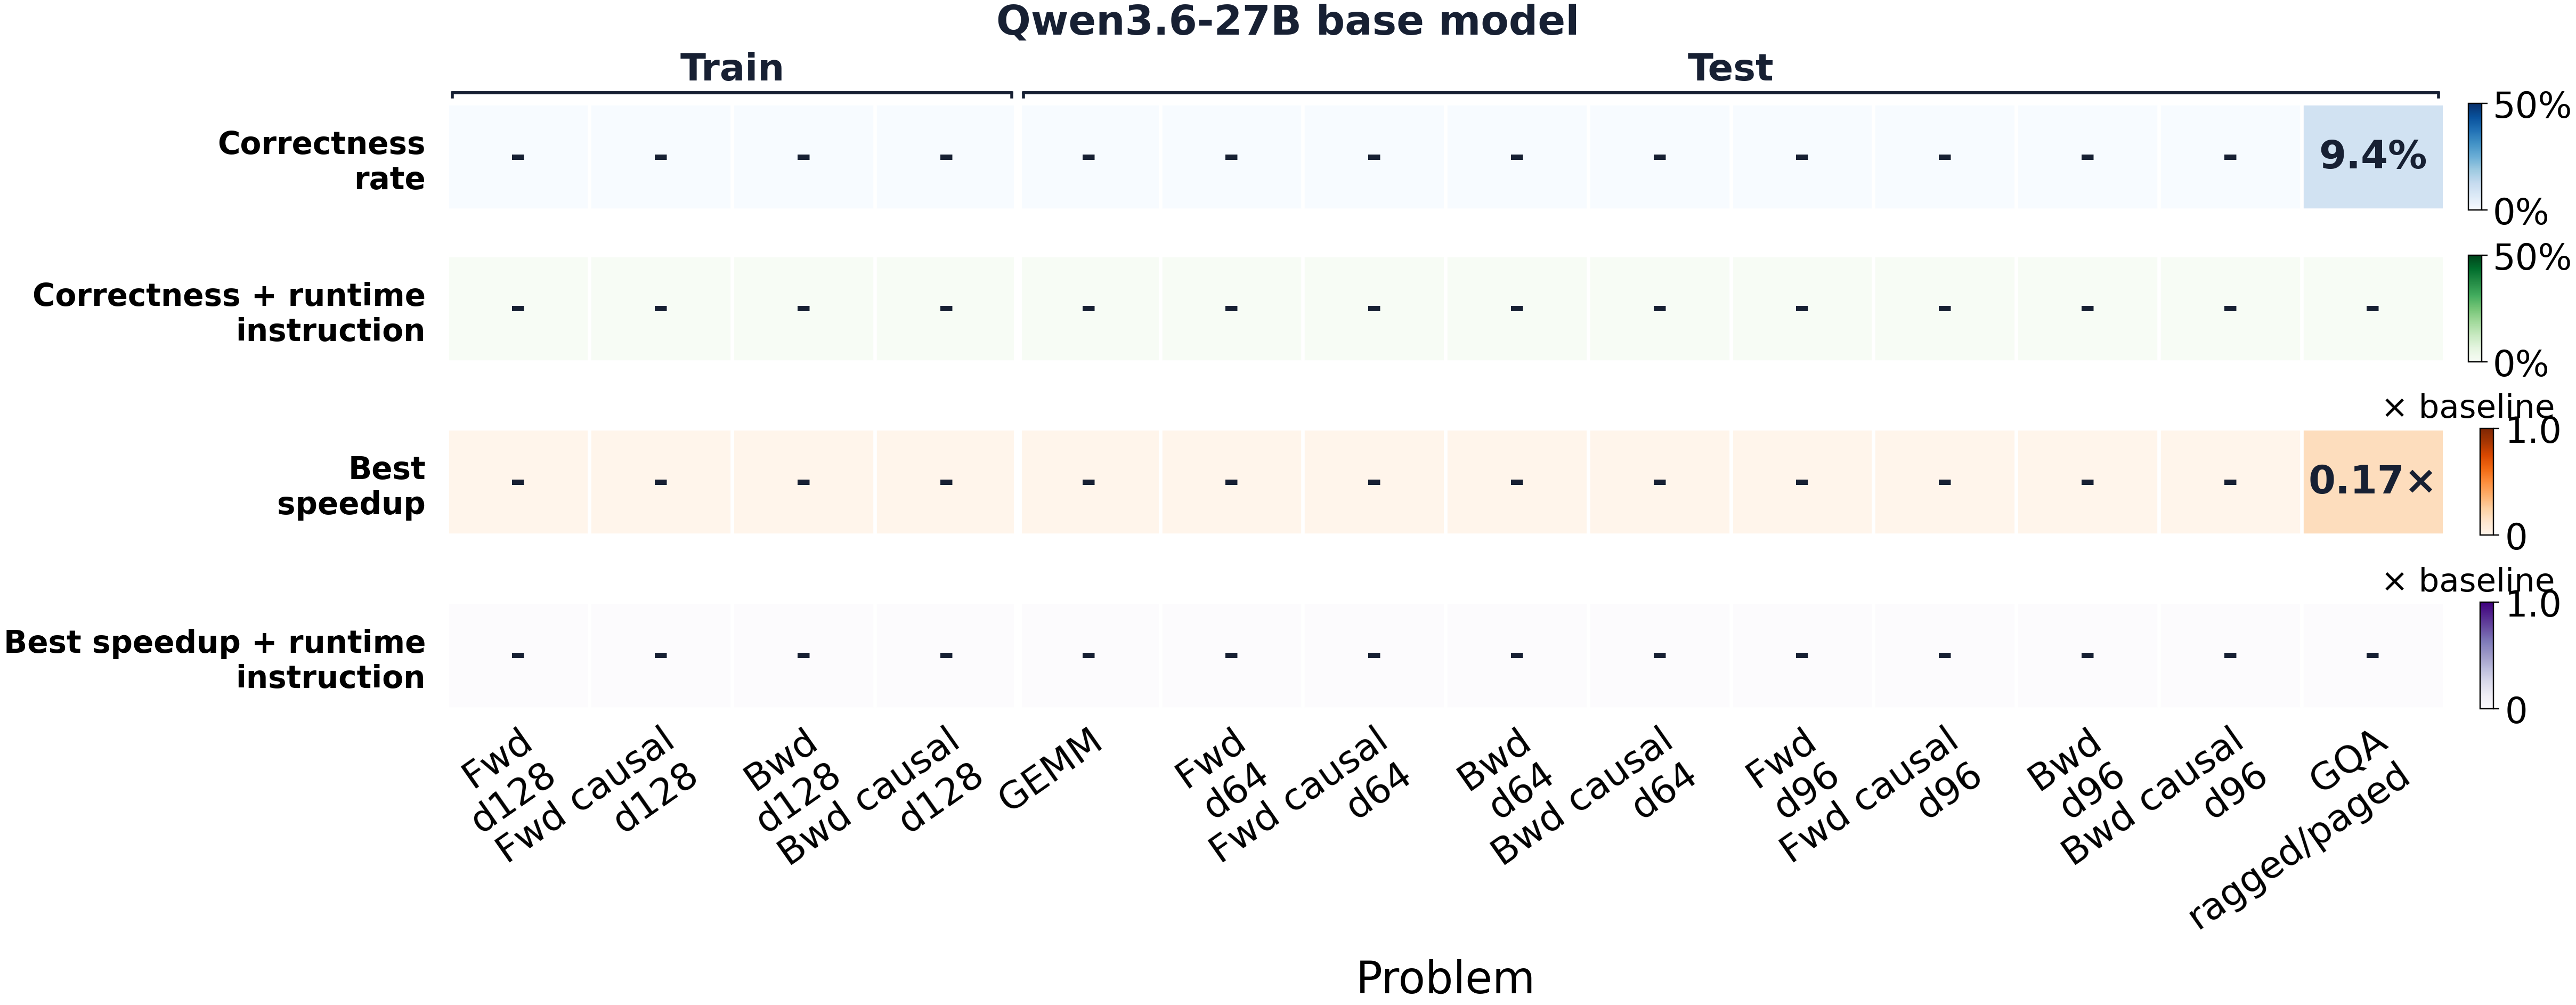 Qwen3.6-27B base model
Train
Test
Correctness
rate
- - - - - - - - - - - - - 9.4%
50%
0%
Correctness + runtime
instruction
- - - - - - - - - - - - - -
50%
0%
× baseline
Best
speedup
- - - - - - - - - - - - - 0.17×
1.0
0
× baseline
Best speedup + runtime
instruction
- - - - - - - - - - - - - -
1.0
0
Fwd
d128
Fwd causal
d128
Bwd
d128
Bwd causal
d128
GEMM
Fwd
d64
Fwd causal
d64
Bwd
d64
Bwd causal
d64
Fwd
d96
Fwd causal
d96
Bwd
d96
Bwd causal
d96
GQA
ragged/paged
Problem